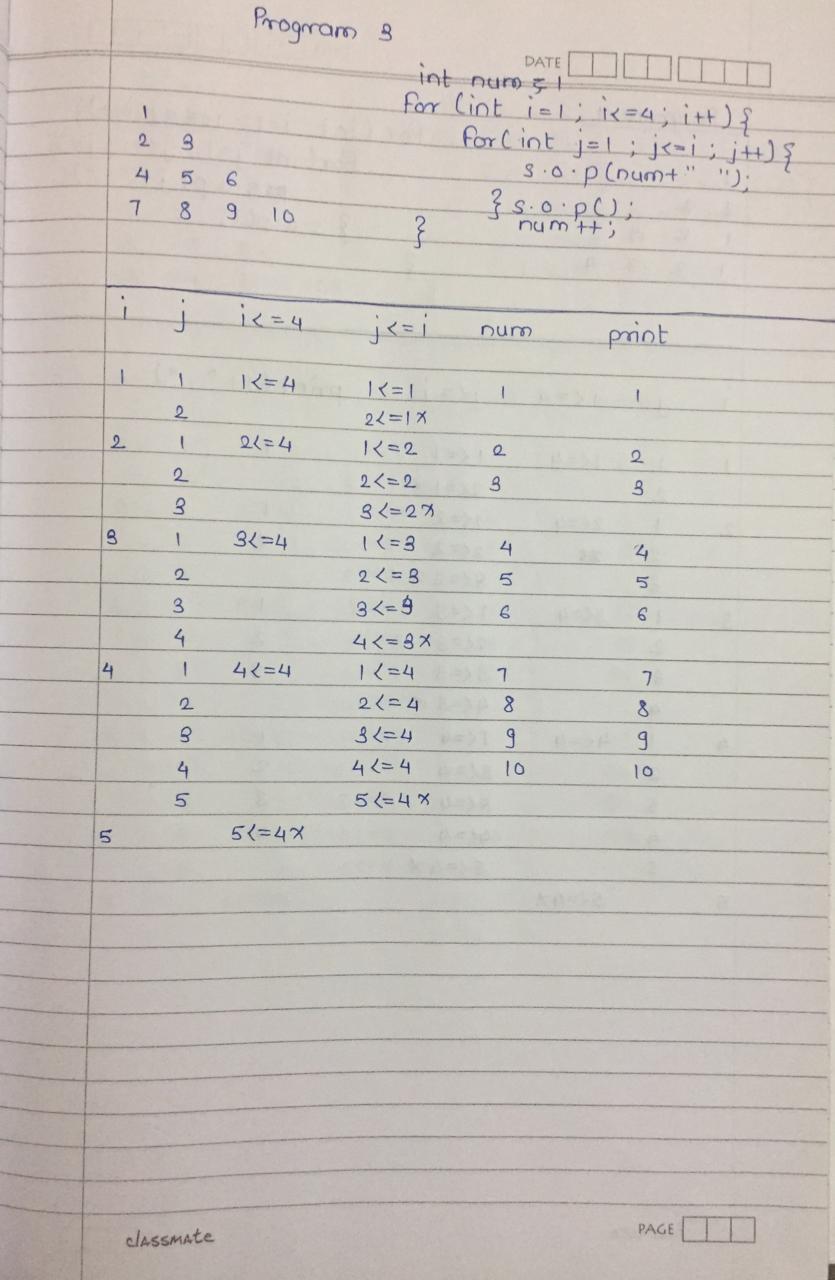 Program 3
DATE
int num = 1
for (int i=1; i<=4; i++) {
1
for (int j=1; j<=i; j++) {
2 3
s.o.p(num+" ");
4 5 6
} s.o.p();
7 8 9 10
num++;
}
i j i<=4 j<=i num print
1 1 1<=4 1<=1 1 1
2 2<=1x
2 1 2<=4 1<=2 2 2
2 2<=2 3 3
3 3<=2x
3 1 3<=4 1<=3 4 4
2 2<=3 5 5
3 3<=3 6 6
4 4<=3x
4 1 4<=4 1<=4 7 7
2 2<=4 8 8
3 3<=4 9 9
4 4<=4 10 10
5 5<=4x
5 5<=4x
classmate
PAGE